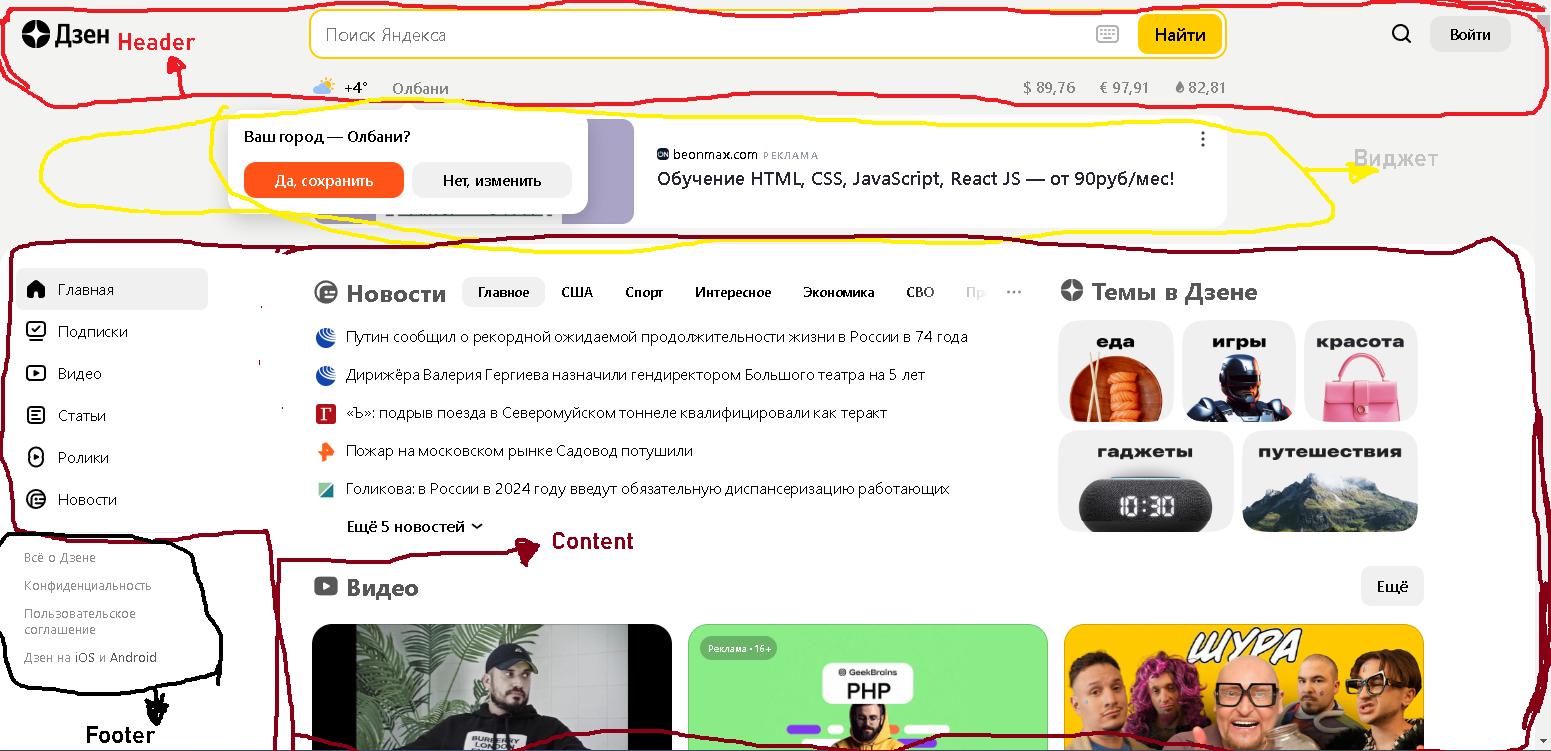 Дзен
Header
Поиск Яндекса
Найти
Войти
+4°
Олбани
$ 89,76
€ 97,91
82,81
Ваш город — Олбани?
Да, сохранить
Нет, изменить
beonmax.com РЕКЛАМА
Обучение HTML, CSS, JavaScript, React JS — от 90руб/мес!
Виджет
Главная
Подписки
Видео
Статьи
Ролики
Новости
Новости
Главное
США
Спорт
Интересное
Экономика
СВО
Путин сообщил о рекордной ожидаемой продолжительности жизни в России в 74 года
Дирижёра Валерия Гергиева назначили гендиректором Большого театра на 5 лет
«Ъ»: подрыв поезда в Северомуйском тоннеле квалифицировали как теракт
Пожар на московском рынке Садовод потушили
Голикова: в России в 2024 году введут обязательную диспансеризацию работающих
Ещё 5 новостей
Темы в Дзене
еда
игры
красота
гаджеты
10:30
путешествия
Content
Всё о Дзене
Конфиденциальность
Пользовательское
соглашение
Дзен на iOS и Android
Footer
Видео
Ещё
BURBERRY
LONDON
Реклама • 16+
GeekBrains
PHP
ШУРА